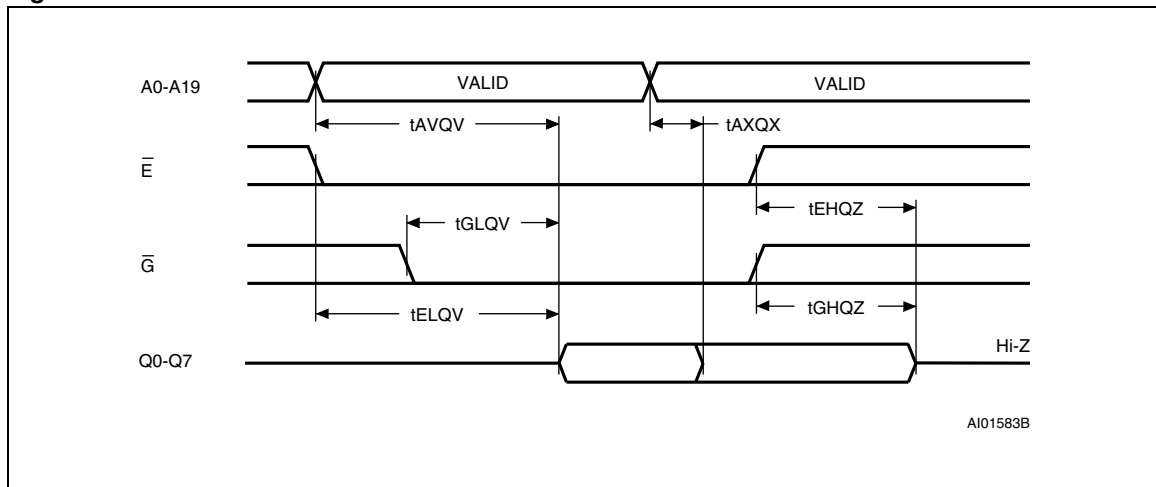 A0-A19
VALID
VALID
tAVQV
tAXQX
E̅
tEHQZ
tGLQV
G̅
tGHQZ
tELQV
Hi-Z
Q0-Q7
AI01583B